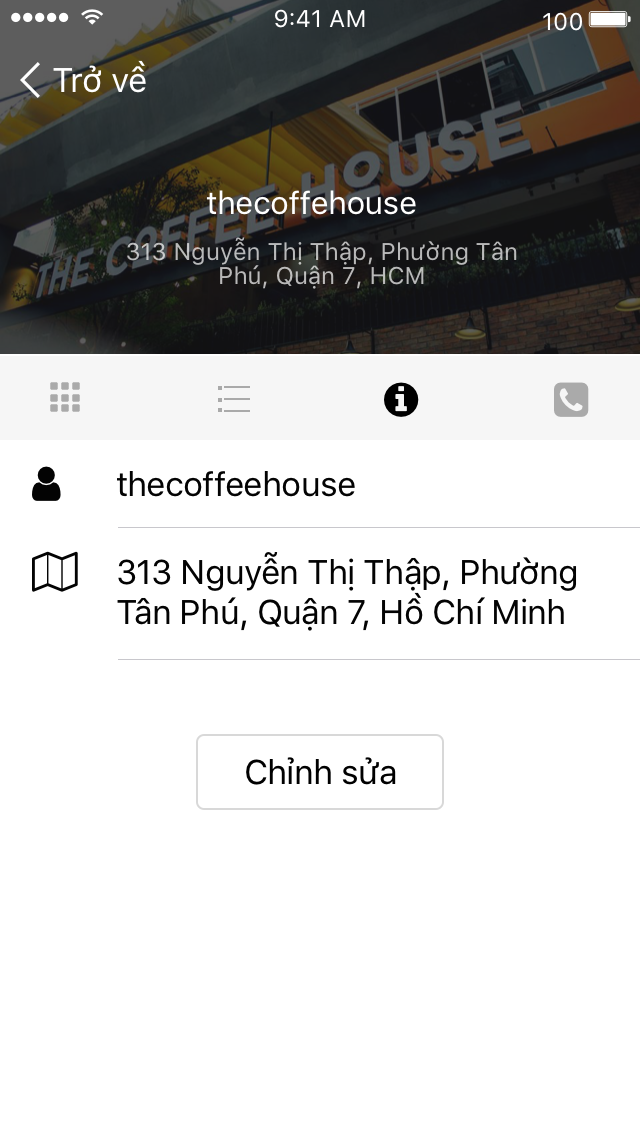 9:41 AM
100
Trở về
THE COFFEE HOUSE
thecoffehouse
313 Nguyễn Thị Thập, Phường Tân
Phú, Quận 7, HCM
thecoffeehouse
313 Nguyễn Thị Thập, Phường
Tân Phú, Quận 7, Hồ Chí Minh
Chỉnh sửa